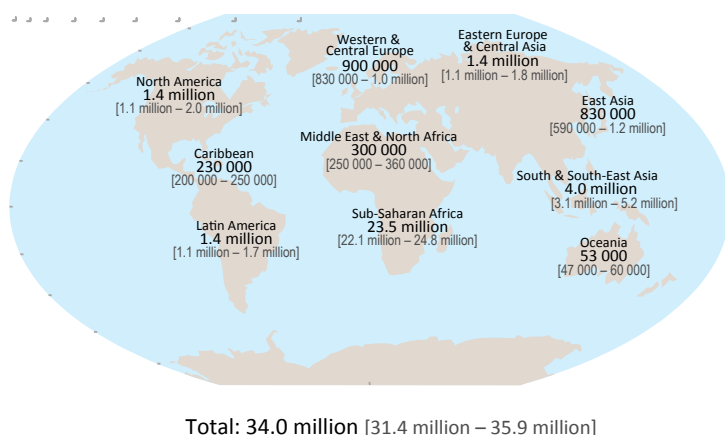 Western &
Central Europe
900 000
[830 000 – 1.0 million]
Eastern Europe
& Central Asia
1.4 million
[1.1 million – 1.8 million]
North America
1.4 million
[1.1 million – 2.0 million]
East Asia
830 000
[590 000 – 1.2 million]
Middle East & North Africa
300 000
[250 000 – 360 000]
Caribbean
230 000
[200 000 – 250 000]
South & South-East Asia
4.0 million
[3.1 million – 5.2 million]
Sub-Saharan Africa
23.5 million
[22.1 million – 24.8 million]
Latin America
1.4 million
[1.1 million – 1.7 million]
Oceania
53 000
[47 000 – 60 000]
Total: 34.0 million [31.4 million – 35.9 million]